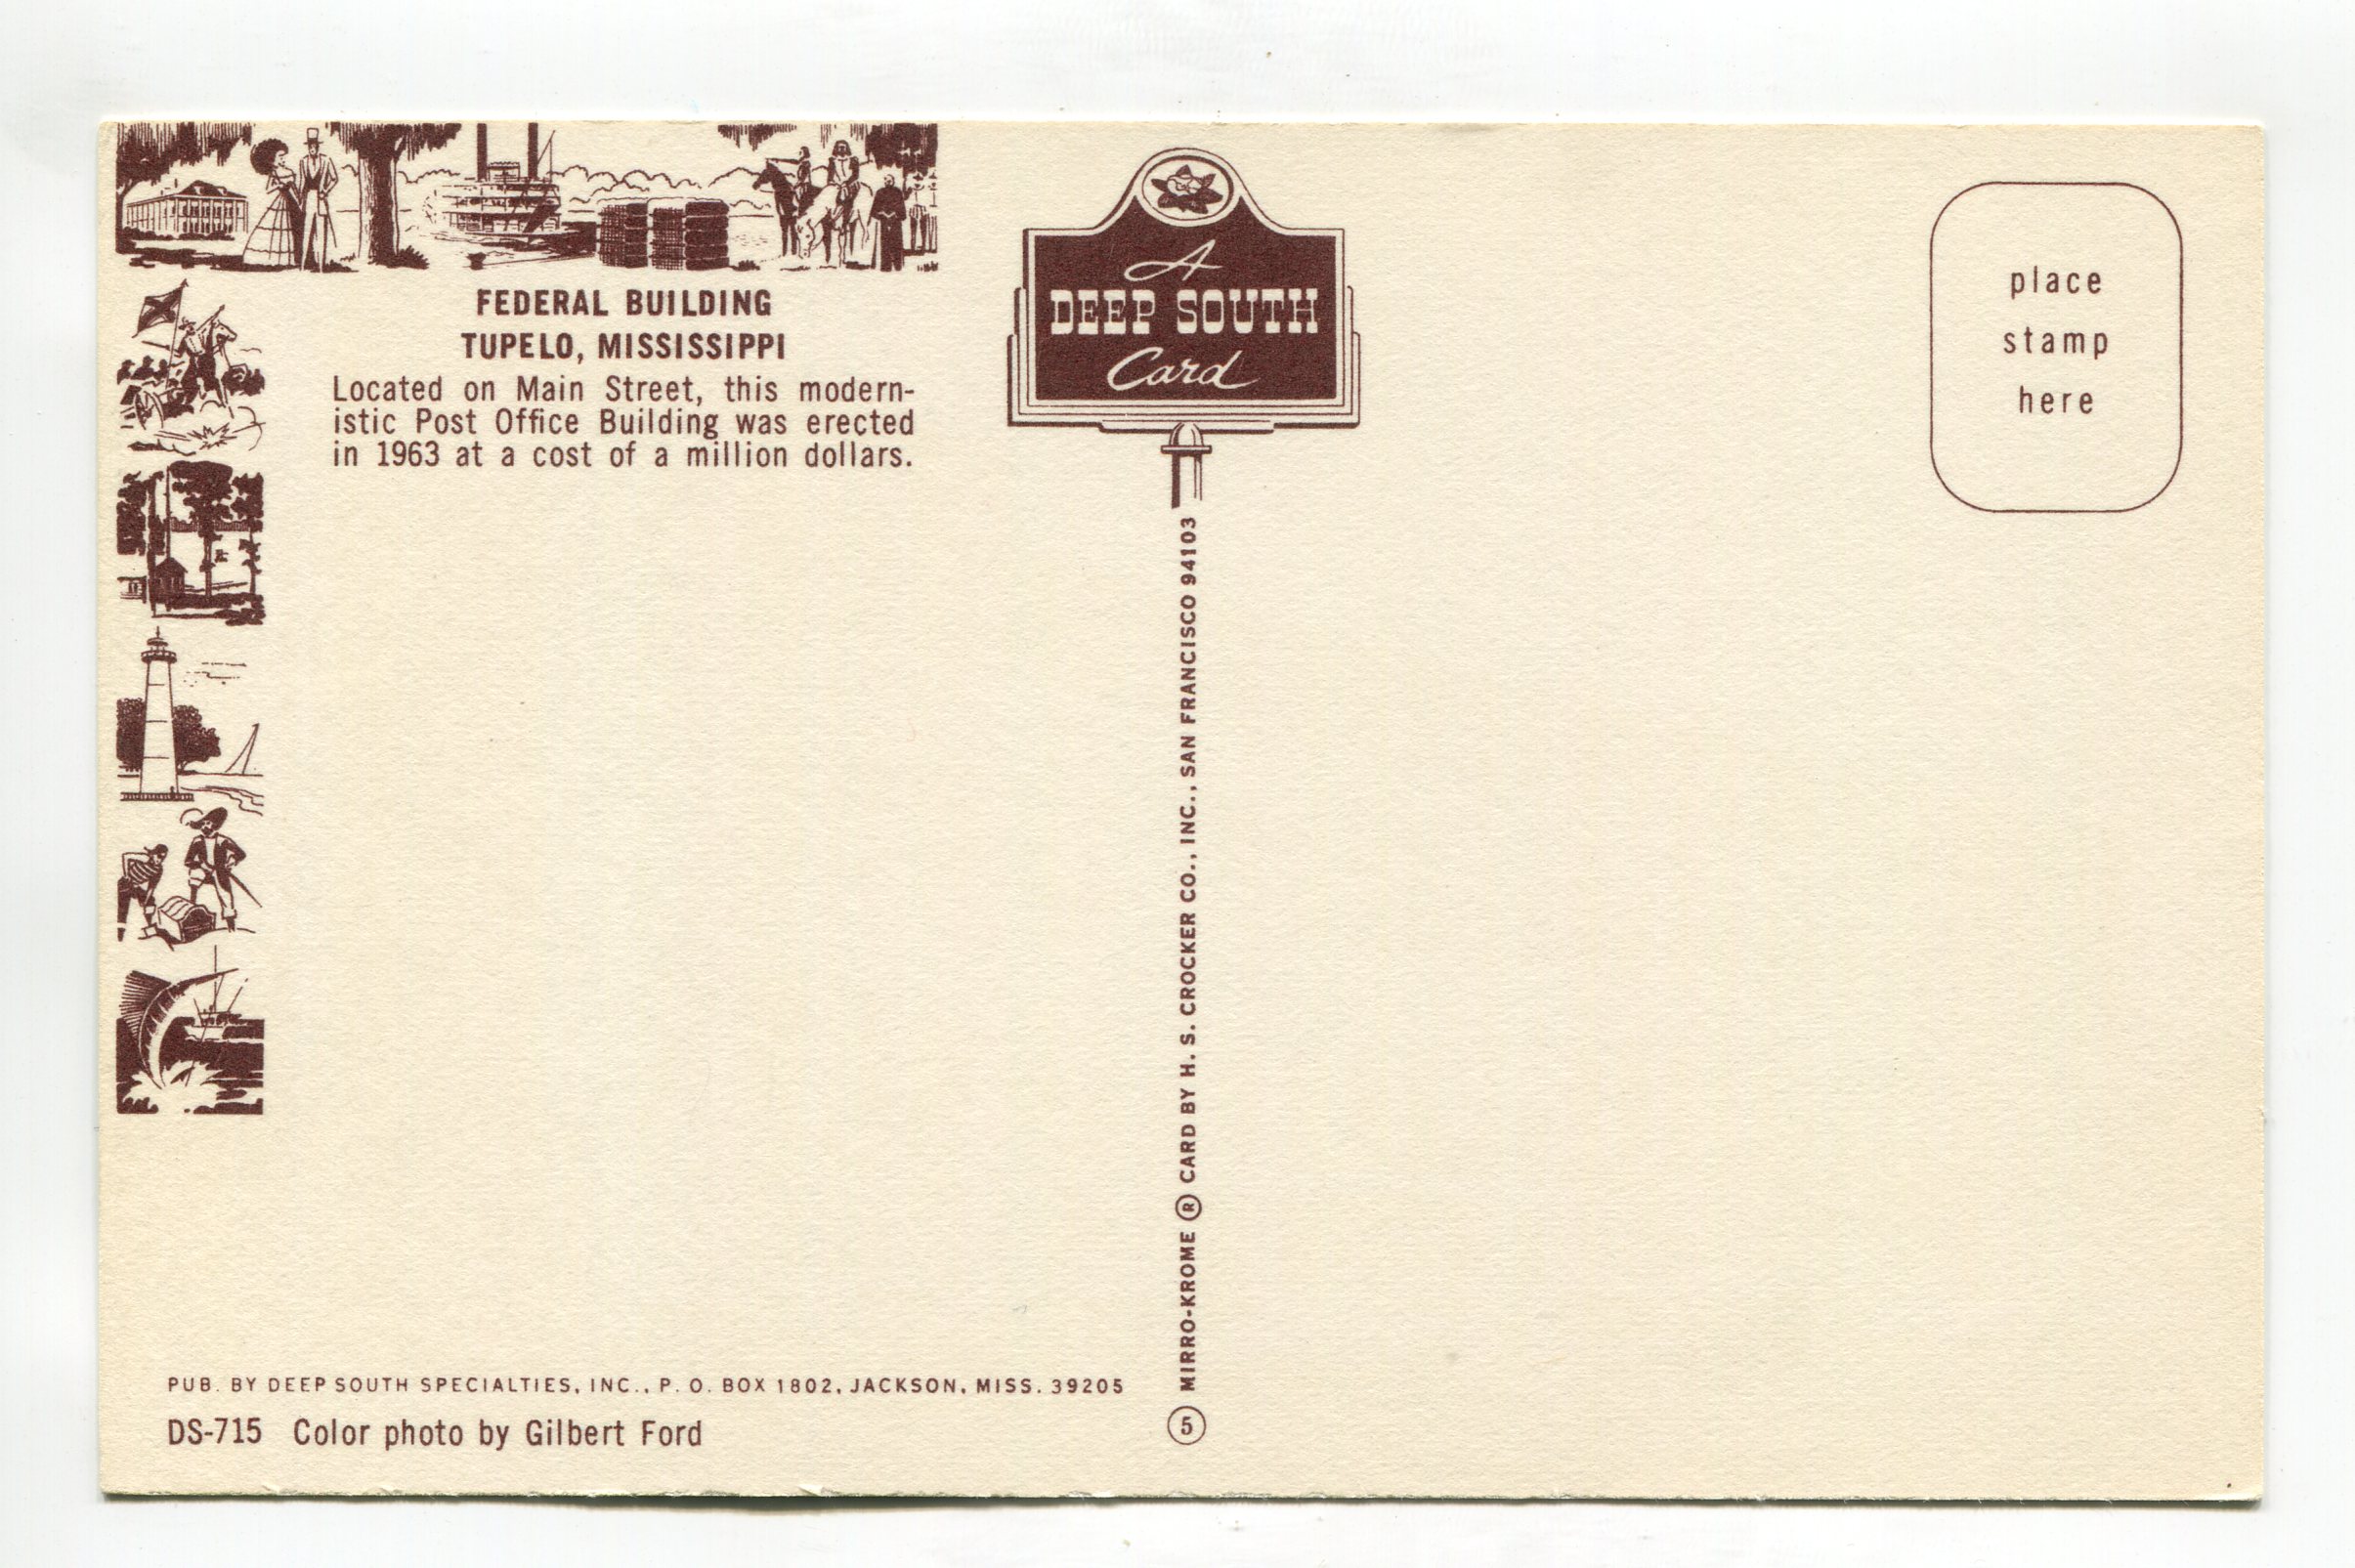 FEDERAL BUILDING
TUPELO, MISSISSIPPI
Located on Main Street, this modern-
istic Post Office Building was erected
in 1963 at a cost of a million dollars.
A
DEEP SOUTH
Card
place
stamp
here
MIRRO-KROME ® CARD BY H. S. CROCKER CO., INC., SAN FRANCISCO 94103
PUB. BY DEEP SOUTH SPECIALTIES, INC., P. O. BOX 1802, JACKSON, MISS. 39205
DS-715 Color photo by Gilbert Ford
5